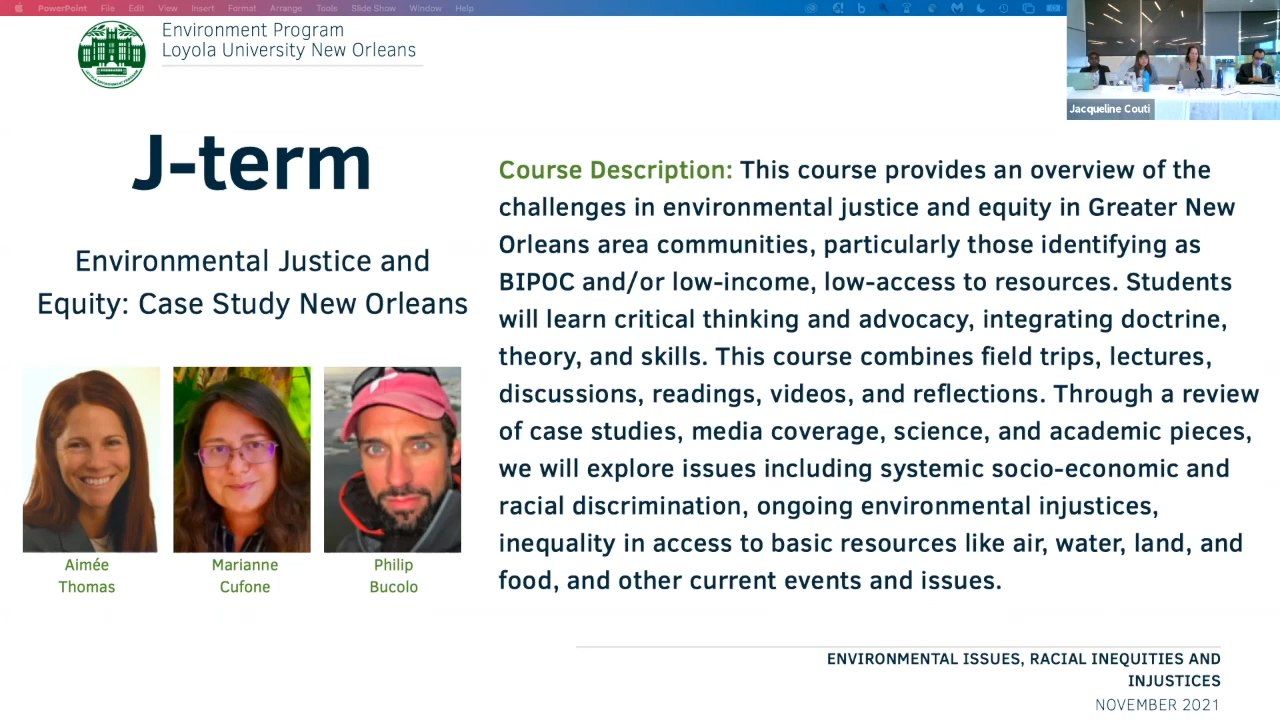 PowerPoint File Edit View Insert Format Arrange Tools Slide Show Window Help
Environment Program
Loyola University New Orleans
Jacqueline Couti
J-term
Environmental Justice and
Equity: Case Study New Orleans
Aimée
Thomas
Marianne
Cufone
Philip
Bucolo
Course Description: This course provides an overview of the
challenges in environmental justice and equity in Greater New
Orleans area communities, particularly those identifying as
BIPOC and/or low-income, low-access to resources. Students
will learn critical thinking and advocacy, integrating doctrine,
theory, and skills. This course combines field trips, lectures,
discussions, readings, videos, and reflections. Through a review
of case studies, media coverage, science, and academic pieces,
we will explore issues including systemic socio-economic and
racial discrimination, ongoing environmental injustices,
inequality in access to basic resources like air, water, land, and
food, and other current events and issues.
ENVIRONMENTAL ISSUES, RACIAL INEQUITIES AND
INJUSTICES
NOVEMBER 2021